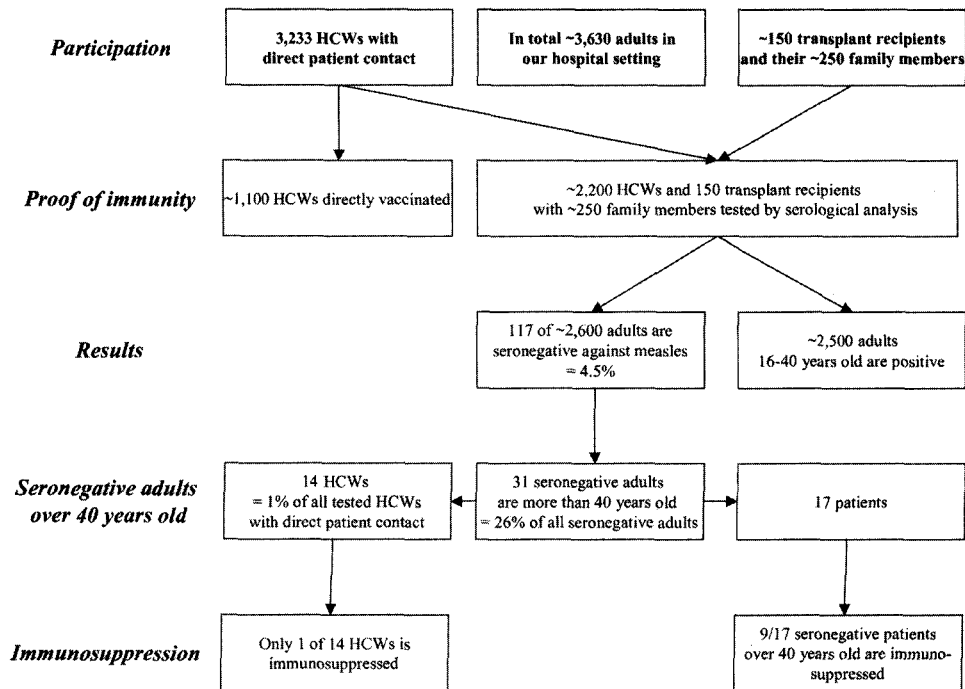 Participation
3,233 HCWs with
direct patient contact
In total ~3,630 adults in
our hospital setting
~150 transplant recipients
and their ~250 family members
Proof of immunity
~1,100 HCWs directly vaccinated
~2,200 HCWs and 150 transplant recipients
with ~250 family members tested by serological analysis
Results
117 of ~2,600 adults are
seronegative against measles
= 4.5%
~2,500 adults
16-40 years old are positive
Seronegative adults
over 40 years old
14 HCWs
= 1% of all tested HCWs
with direct patient contact
31 seronegative adults
are more than 40 years old
= 26% of all seronegative adults
17 patients
Immunosuppression
Only 1 of 14 HCWs is
immunosuppressed
9/17 seronegative patients
over 40 years old are immuno-
suppressed